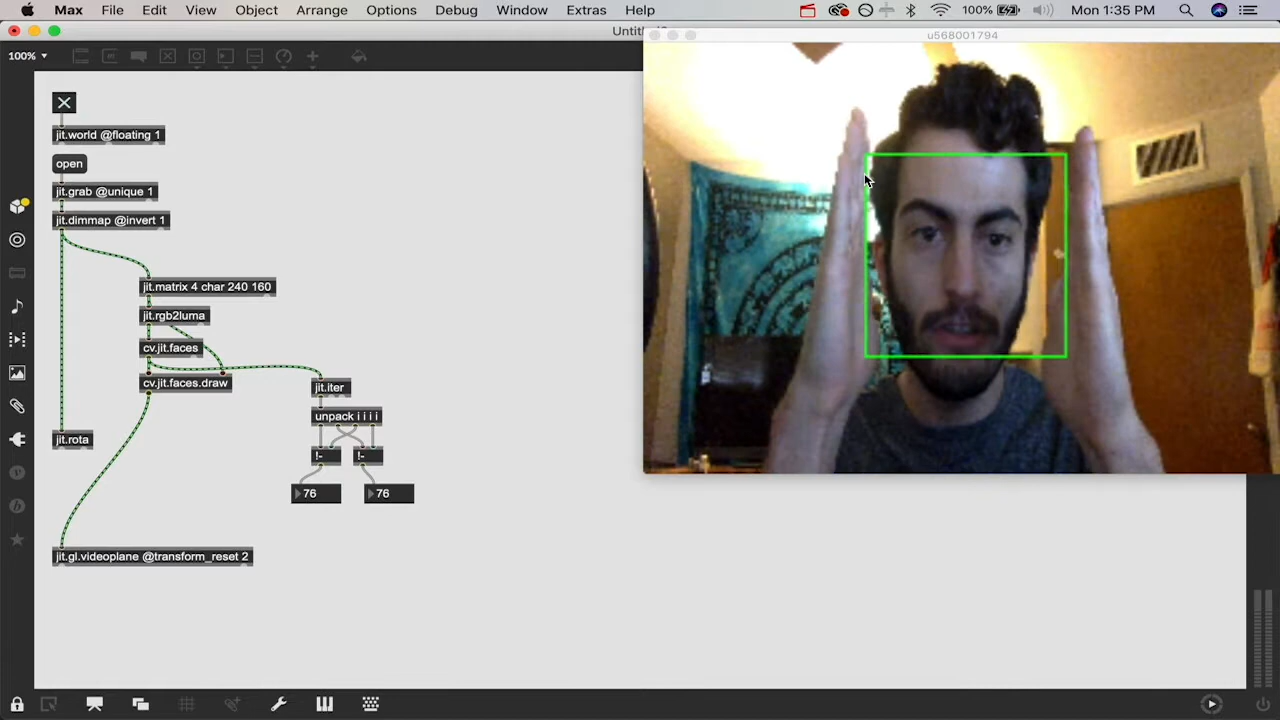 Max File Edit View Object Arrange Options Debug Window Extras Help 100% Mon 1:35 PM
u568001794
100%
jit.world @floating 1
open
jit.grab @unique 1
jit.dimmap @invert 1
jit.matrix 4 char 240 160
jit.rgb2luma
cv.jit.faces
cv.jit.faces.draw
jit.iter
unpack i i i i
jit.rota
!- !-
76 76
jit.gl.videoplane @transform_reset 2